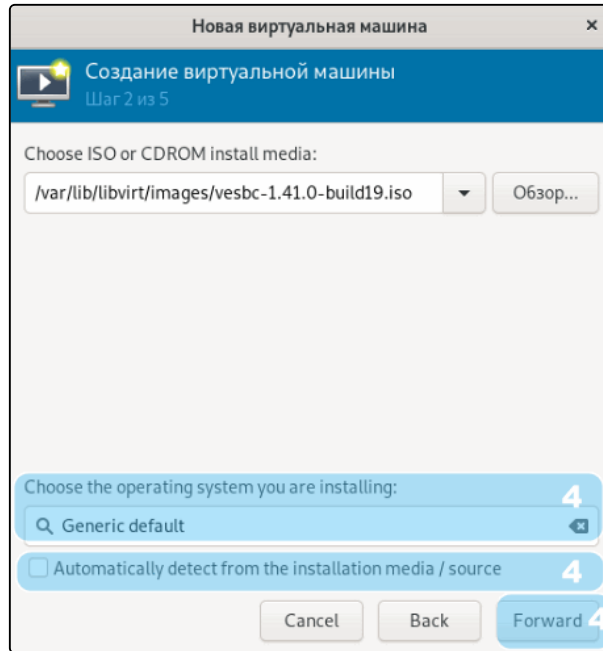 Новая виртуальная машина ×
Создание виртуальной машины
Шаг 2 из 5
Choose ISO or CDROM install media:
/var/lib/libvirt/images/vesbc-1.41.0-build19.iso Обзор...
Choose the operating system you are installing: 4
Generic default
Automatically detect from the installation media / source 4
Cancel Back Forward 4